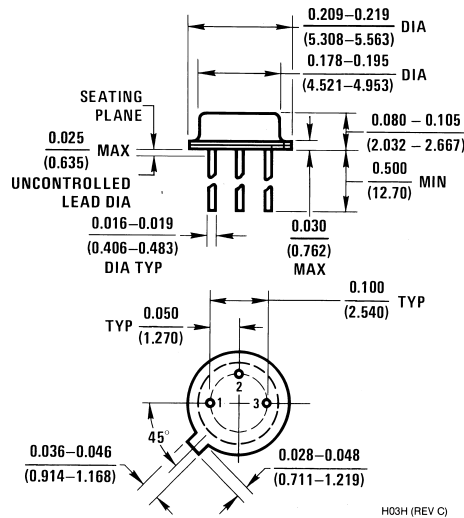 0.209–0.219
(5.308–5.563)
DIA
0.178–0.195
(4.521–4.953)
DIA
SEATING
PLANE
0.080 – 0.105
(2.032 – 2.667)
0.025
(0.635)
MAX
0.500
(12.70)
MIN
UNCONTROLLED
LEAD DIA
0.016–0.019
(0.406–0.483)
DIA TYP
0.030
(0.762)
MAX
0.100
(2.540)
TYP
TYP
0.050
(1.270)
2
1
3
45°
0.036–0.046
(0.914–1.168)
0.028–0.048
(0.711–1.219)
H03H (REV C)